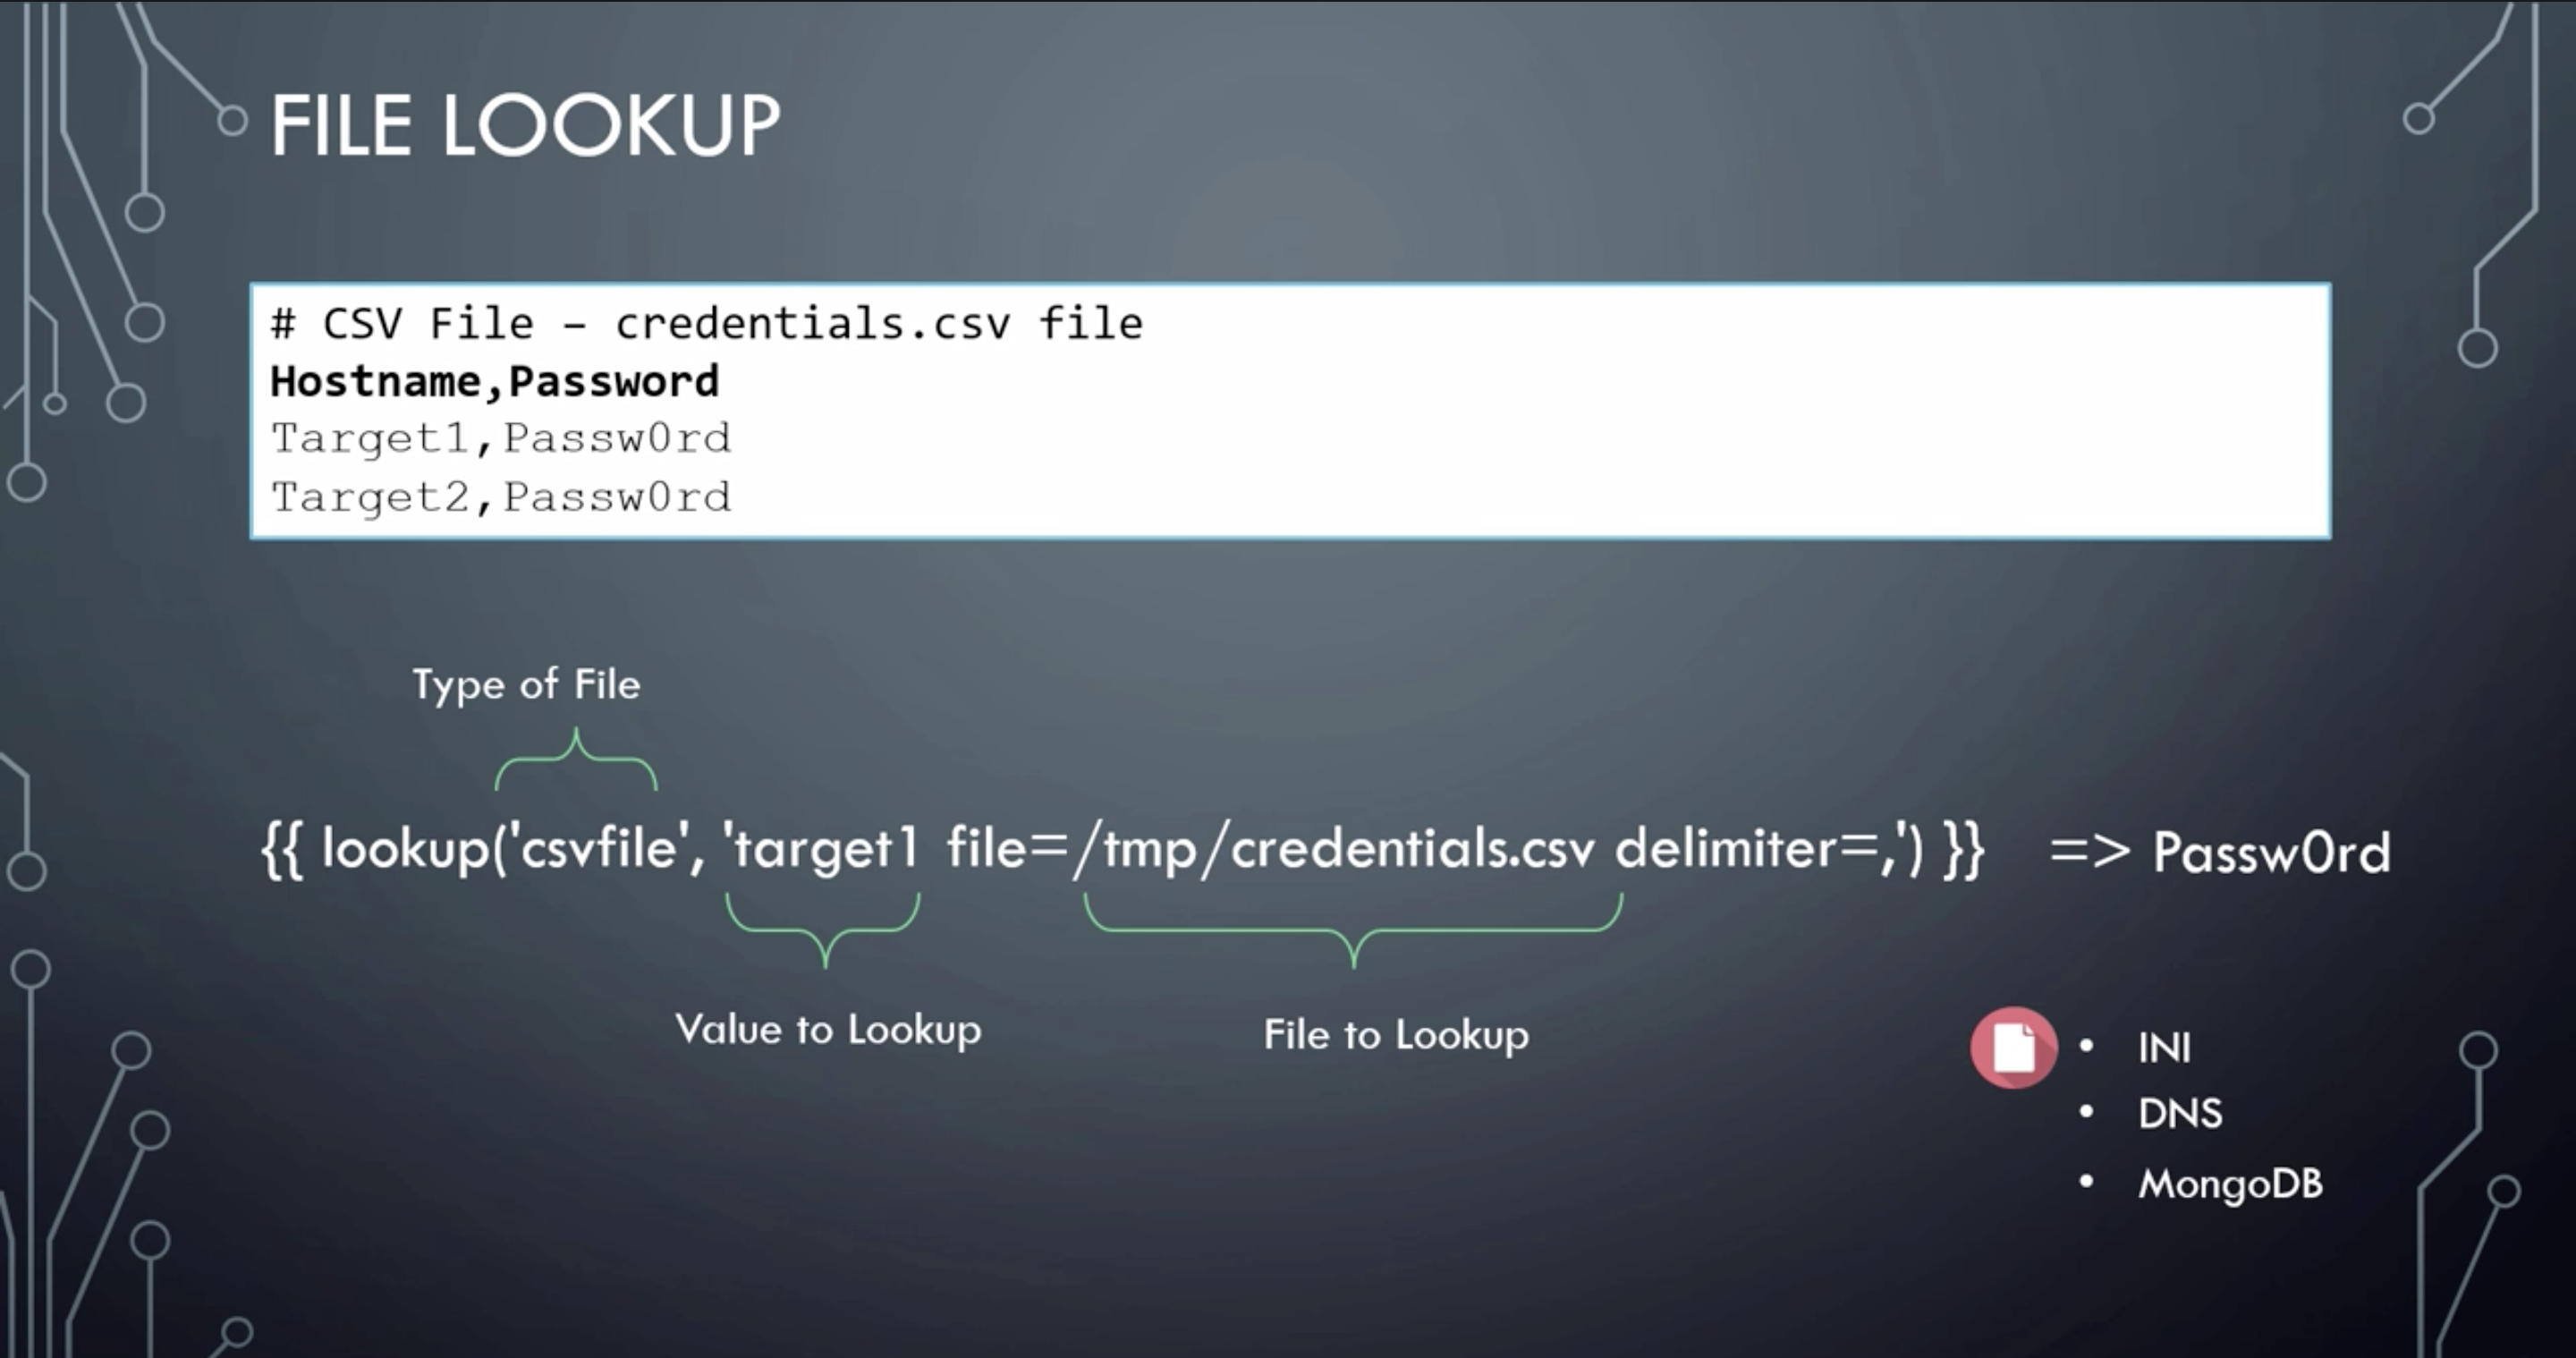 FILE LOOKUP
# CSV File – credentials.csv file
Hostname,Password
Target1,Passw0rd
Target2,Passw0rd
Type of File
{{ lookup('csvfile', 'target1 file=/tmp/credentials.csv delimiter=,') }} => Passw0rd
Value to Lookup
File to Lookup
• INI
• DNS
• MongoDB